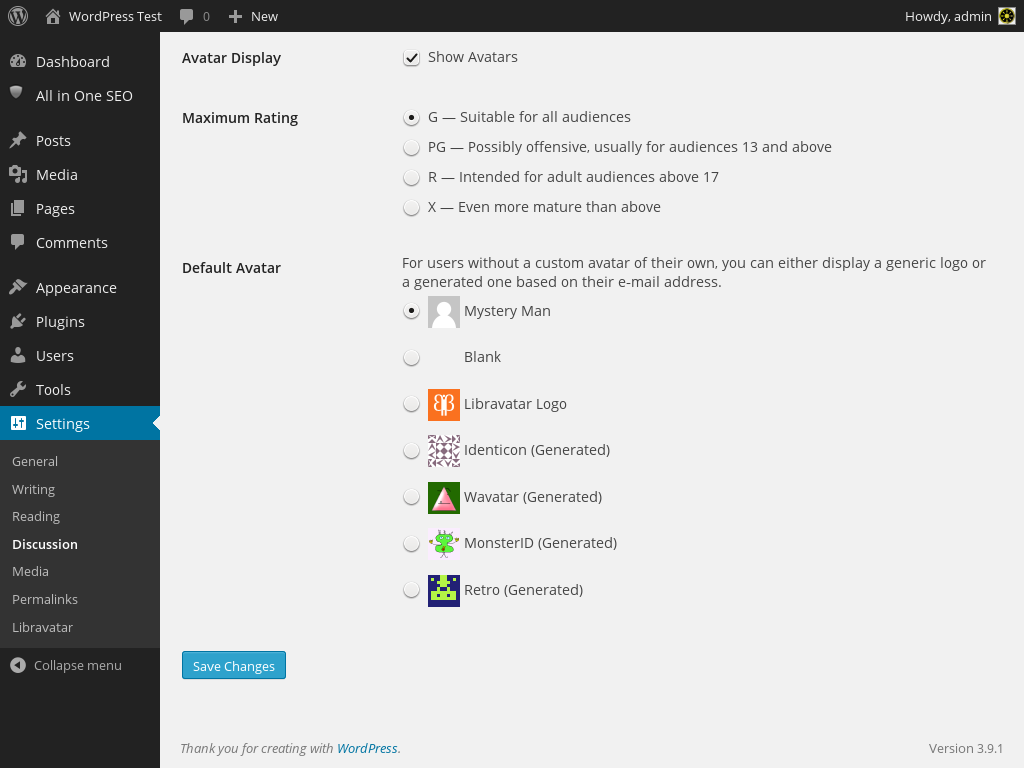 WordPress Test
0
New
Howdy, admin
Dashboard
All in One SEO
Posts
Media
Pages
Comments
Appearance
Plugins
Users
Tools
Settings
General
Writing
Reading
Discussion
Media
Permalinks
Libravatar
Collapse menu
Avatar Display
Show Avatars
Maximum Rating
G — Suitable for all audiences
PG — Possibly offensive, usually for audiences 13 and above
R — Intended for adult audiences above 17
X — Even more mature than above
Default Avatar
For users without a custom avatar of their own, you can either display a generic logo or
a generated one based on their e-mail address.
Mystery Man
Blank
Libravatar Logo
Identicon (Generated)
Wavatar (Generated)
MonsterID (Generated)
Retro (Generated)
Save Changes
Thank you for creating with WordPress.
Version 3.9.1